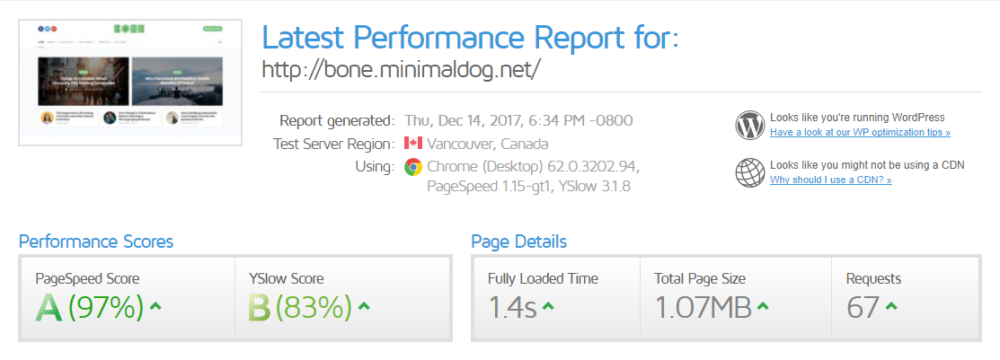 Latest Performance Report for:
http://bone.minimaldog.net/
Report generated: Thu, Dec 14, 2017, 6:34 PM -0800
Test Server Region: Vancouver, Canada
Using: Chrome (Desktop) 62.0.3202.94,
PageSpeed 1.15-gt1, YSlow 3.1.8
Looks like you're running WordPress
Have a look at our WP optimization tips »
Looks like you might not be using a CDN
Why should I use a CDN? »
Performance Scores
PageSpeed Score
A (97%)
YSlow Score
B (83%)
Page Details
Fully Loaded Time
1.4s
Total Page Size
1.07MB
Requests
67